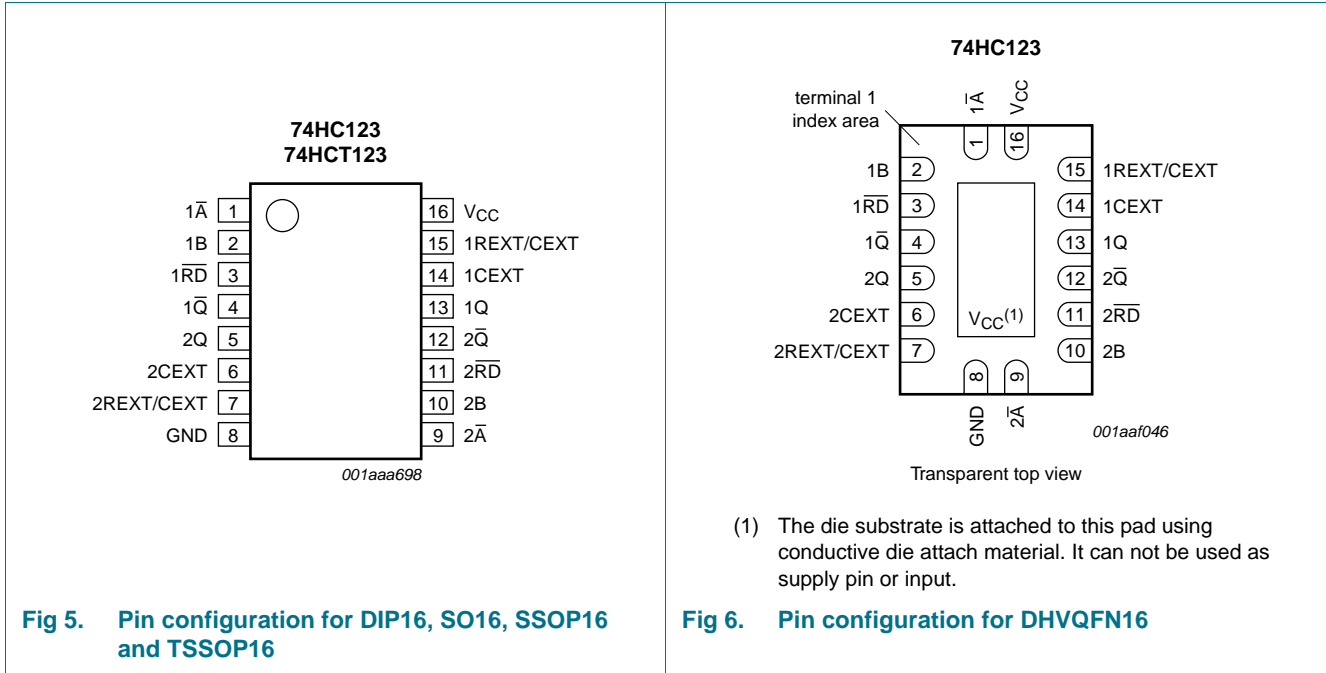 74HC123
74HCT123
1A̅ 1
1B 2
1R̅D̅ 3
1Q̅ 4
2Q 5
2CEXT 6
2REXT/CEXT 7
GND 8
16 VCC
15 1REXT/CEXT
14 1CEXT
13 1Q
12 2Q̅
11 2R̅D̅
10 2B
9 2A̅
001aaa698
Fig 5. Pin configuration for DIP16, SO16, SSOP16
and TSSOP16
74HC123
terminal 1
index area
1A̅
VCC
1
16
1B 2
1R̅D̅ 3
1Q̅ 4
2Q 5
2CEXT 6
2REXT/CEXT 7
15 1REXT/CEXT
14 1CEXT
13 1Q
12 2Q̅
11 2R̅D̅
10 2B
VCC(1)
8
9
GND
2A̅
001aaf046
Transparent top view
(1) The die substrate is attached to this pad using
conductive die attach material. It can not be used as
supply pin or input.
Fig 6. Pin configuration for DHVQFN16